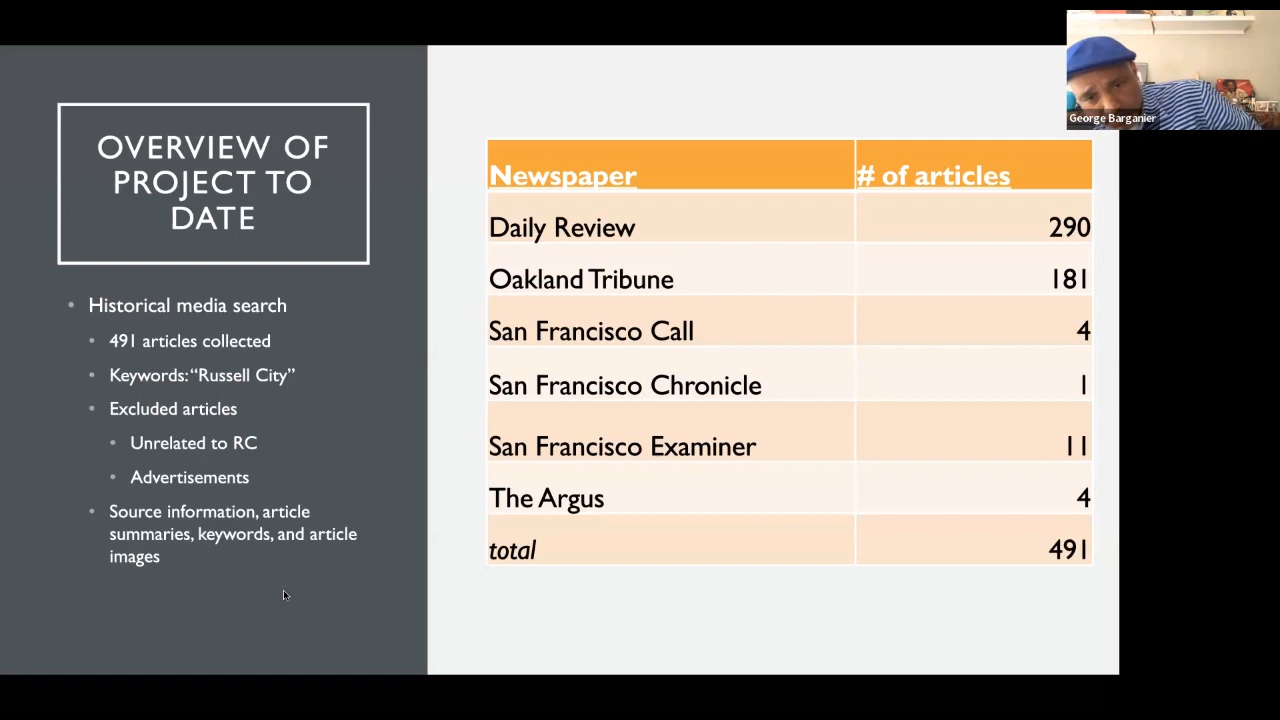 OVERVIEW OF
PROJECT TO
DATE
• Historical media search
• 491 articles collected
• Keywords: “Russell City”
• Excluded articles
• Unrelated to RC
• Advertisements
• Source information, article
summaries, keywords, and article
images
Newspaper # of articles
Daily Review 290
Oakland Tribune 181
San Francisco Call 4
San Francisco Chronicle 1
San Francisco Examiner 11
The Argus 4
total 491
George Barganier